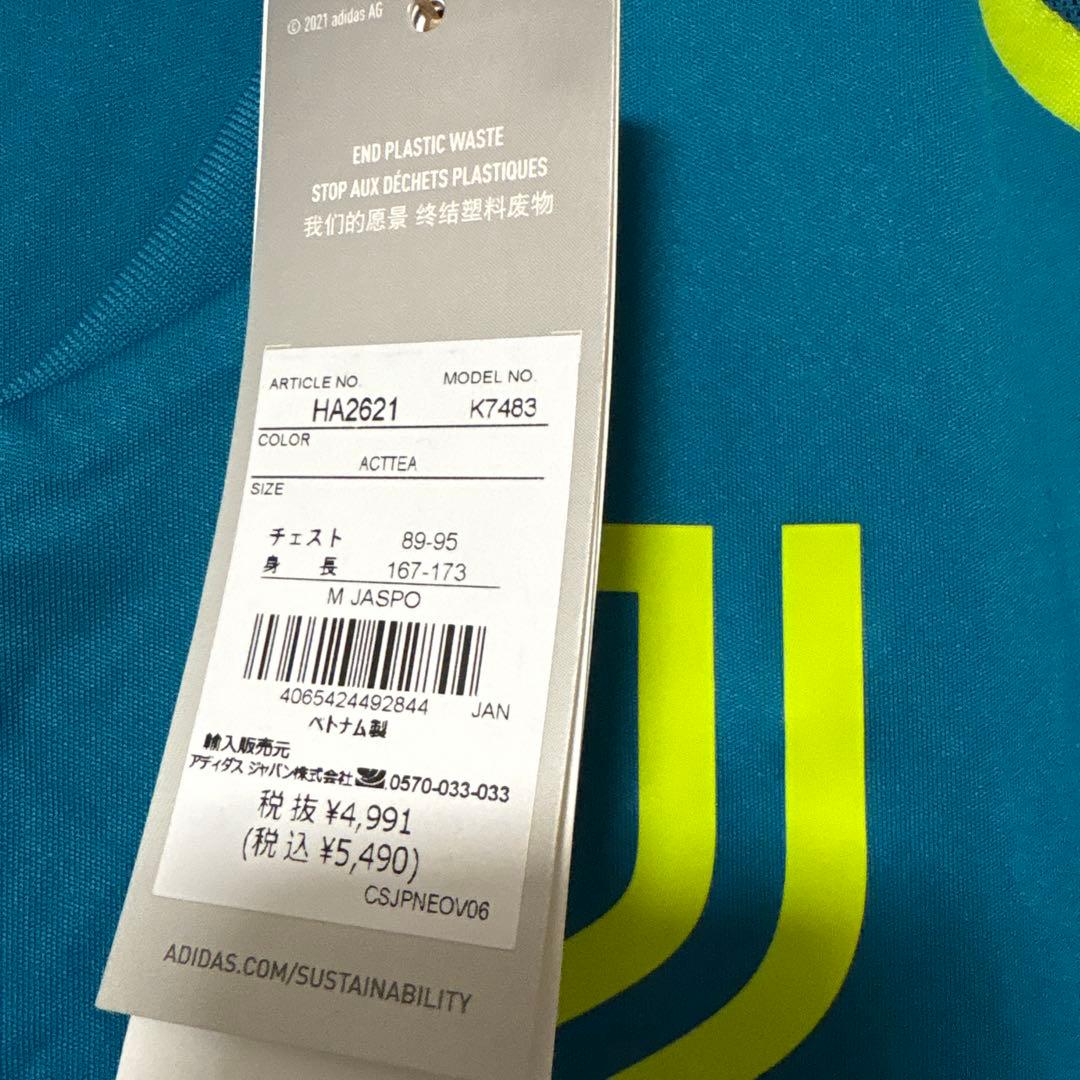 © 2021 adidas AG
END PLASTIC WASTE
STOP AUX DÉCHETS PLASTIQUES
我们的愿景 终结塑料废物
ARTICLE NO. MODEL NO.
HA2621 K7483
COLOR
ACTTEA
SIZE
チェスト 89-95
身長 167-173
M JASPO
4065424492844 JAN
ベトナム製
輸入販売元
アディダス ジャパン株式会社 0570-033-033
税抜 ¥4,991
(税込 ¥5,490)
CSJPNEOV06
ADIDAS.COM/SUSTAINABILITY